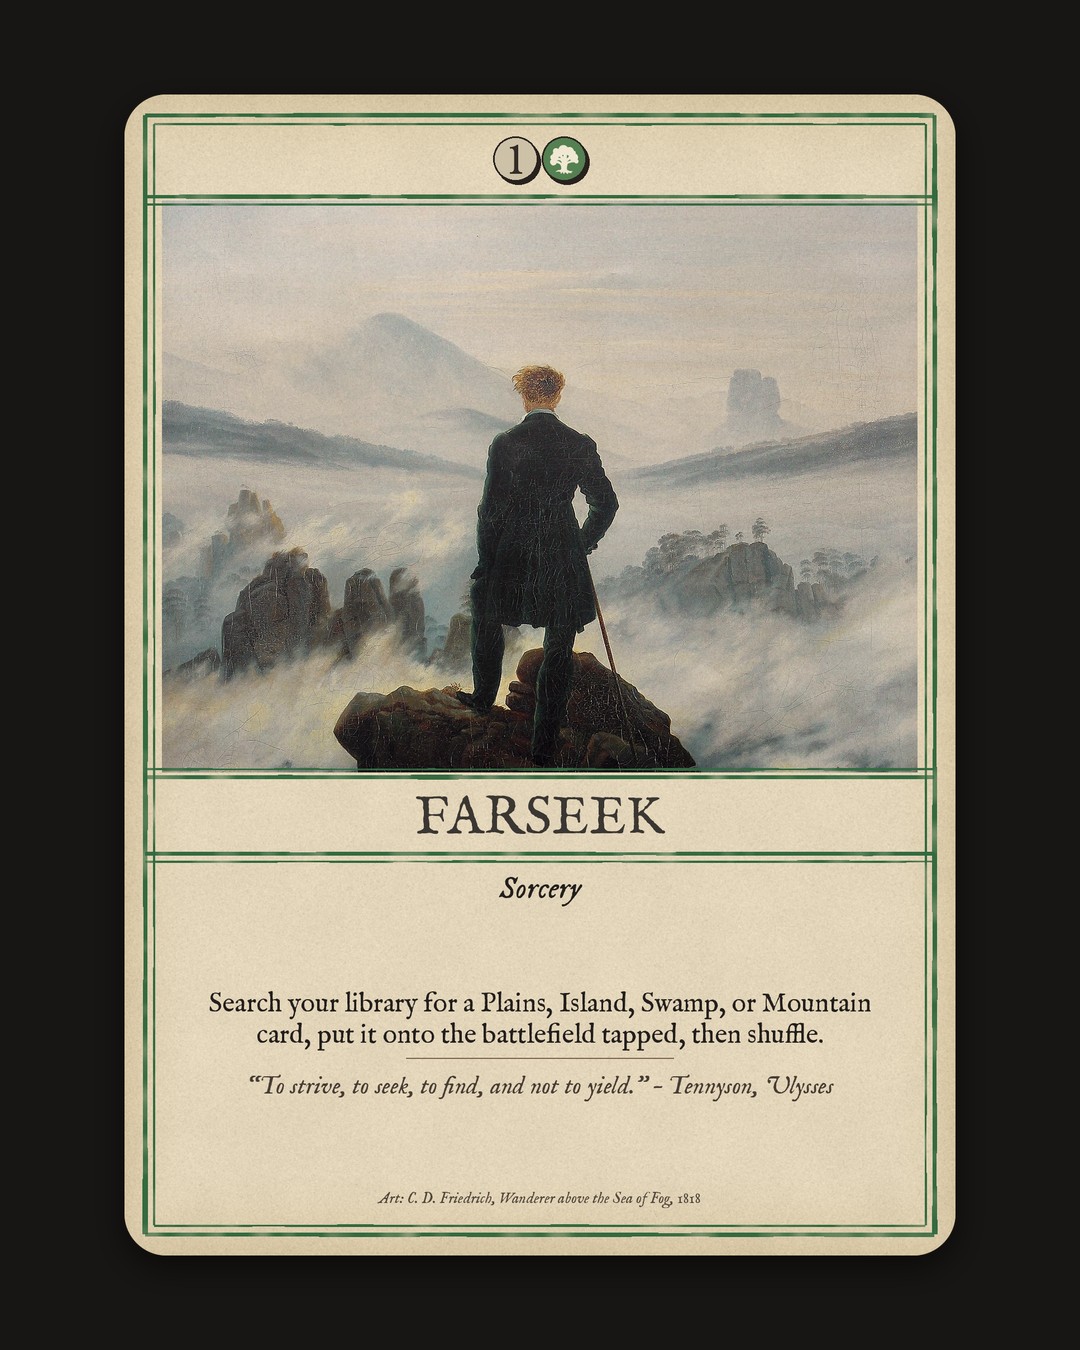 1
FARSEEK
Sorcery
Search your library for a Plains, Island, Swamp, or Mountain
card, put it onto the battlefield tapped, then shuffle.
“To strive, to seek, to find, and not to yield.” – Tennyson, Ulysses
Art: C. D. Friedrich, Wanderer above the Sea of Fog, 1818